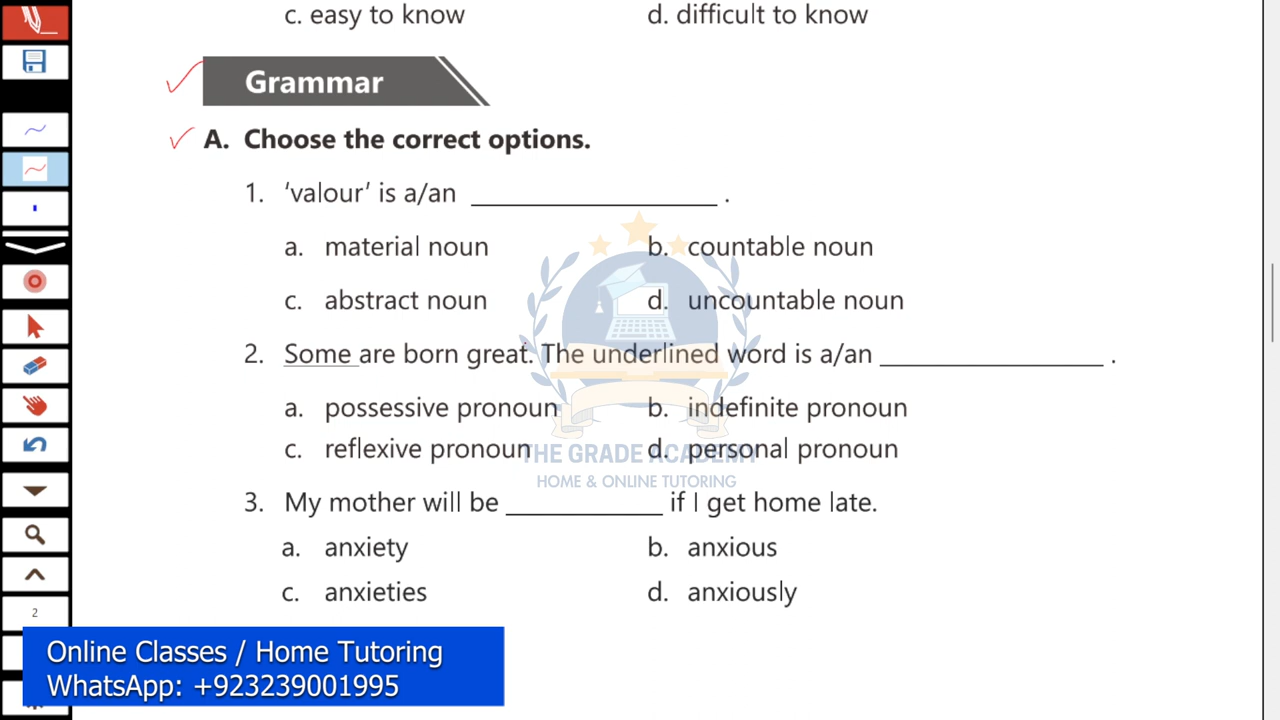 c. easy to know d. difficult to know
Grammar
A. Choose the correct options.
1. ‘valour’ is a/an ____________________ .
a. material noun b. countable noun
c. abstract noun d. uncountable noun
2. Some are born great. The underlined word is a/an __________________ .
a. possessive pronoun b. indefinite pronoun
c. reflexive pronoun d. personal pronoun
THE GRADE ACADEMY
HOME & ONLINE TUTORING
3. My mother will be _____________ if I get home late.
a. anxiety b. anxious
c. anxieties d. anxiously
2
Online Classes / Home Tutoring
WhatsApp: +923239001995